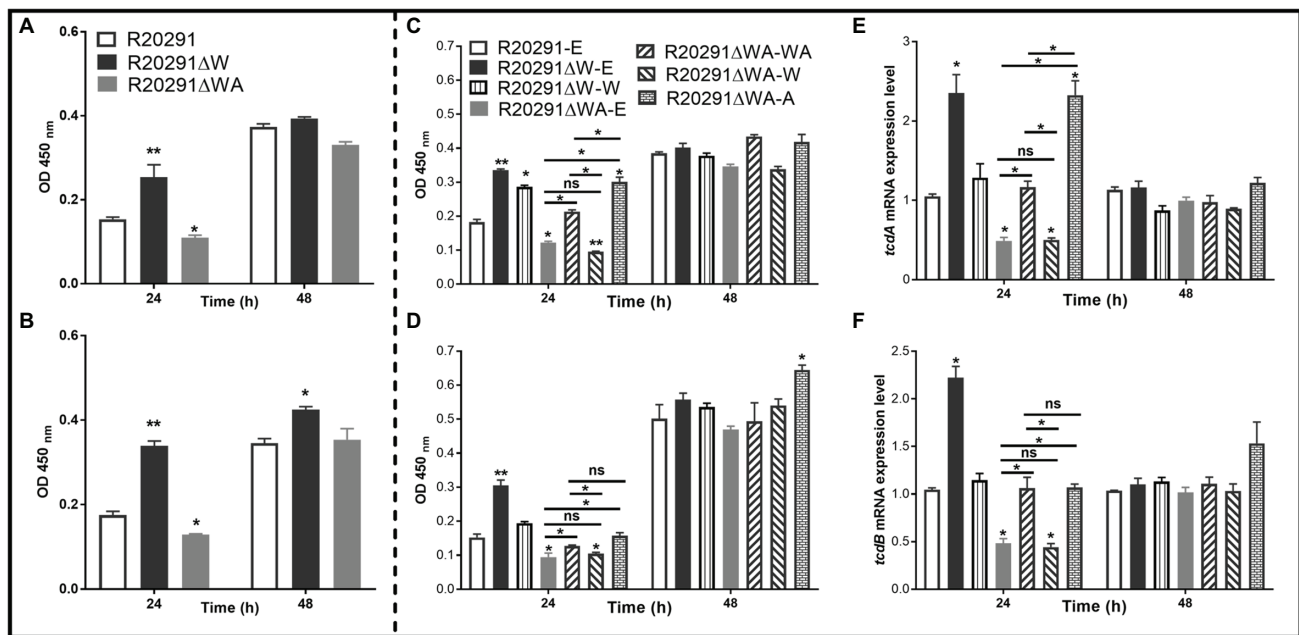 A
0.6
0.4
0.2
0.0
OD 450 nm
R20291
R20291ΔW
R20291ΔWA
**
*
24
Time (h)
48
B
0.6
0.4
0.2
0.0
OD 450 nm
**
*
*
24
Time (h)
48
C
0.7
0.6
0.5
0.4
0.3
0.2
0.1
0.0
OD 450 nm
R20291-E
R20291ΔW-E
R20291ΔW-W
R20291ΔWA-E
R20291ΔWA-WA
R20291ΔWA-W
R20291ΔWA-A
*
*
*
ns
*
**
*
*
**
*
24
Time (h)
48
D
0.7
0.6
0.5
0.4
0.3
0.2
0.1
0.0
OD 450 nm
ns
*
*
ns
*
**
*
*
*
24
Time (h)
48
E
3
2
1
0
tcdA mRNA expression level
*
*
*
ns
*
*
*
*
*
24
Time (h)
48
F
2.5
2.0
1.5
1.0
0.5
0.0
tcdB mRNA expression level
*
ns
*
*
ns
*
*
*
24
Time (h)
48